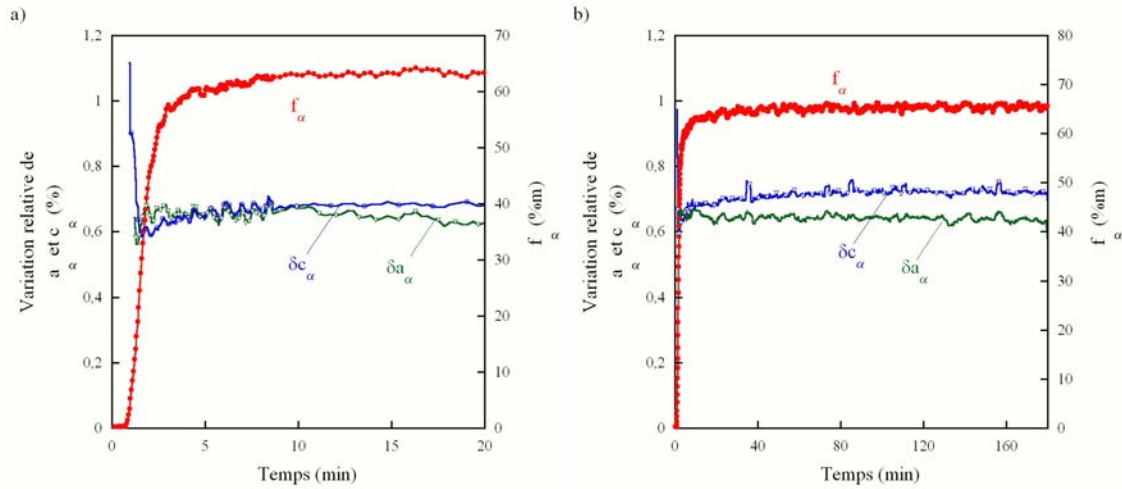 a)
1,2
1
0,8
0,6
0,4
0,2
0
70
60
50
40
30
20
10
0
0 5 10 15 20
Temps (min)
Variation relative de
a α et c α (%)
f α (%m)
f α
δc α
δa α
b)
1,2
1
0,8
0,6
0,4
0,2
0
80
70
60
50
40
30
20
10
0
0 40 80 120 160
Temps (min)
Variation relative de
a α et c α (%)
f α (%m)
f α
δc α
δa α